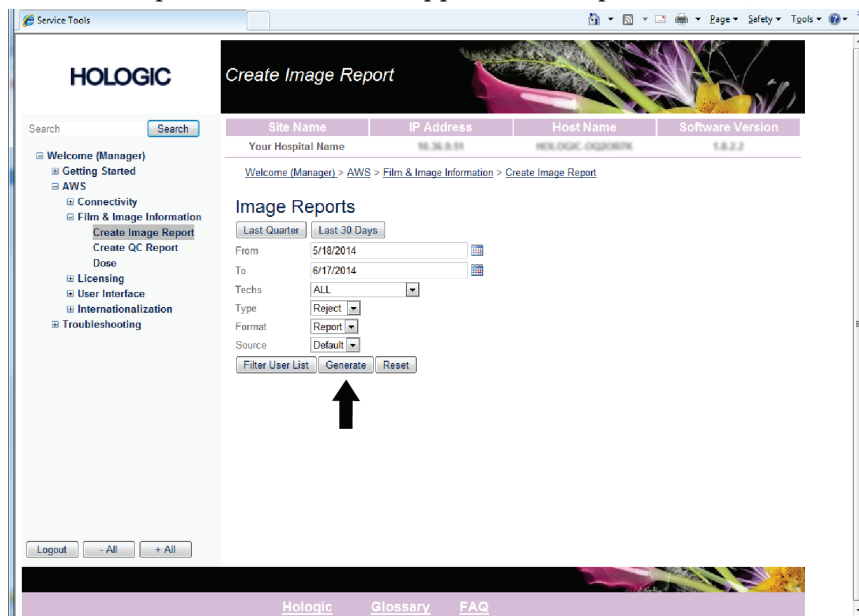 Service Tools
Page Safety Tools
HOLOGIC
Create Image Report
Search Search
Site Name IP Address Host Name Software Version
Your Hospital Name 10.36.9.51 1.8.2.2
Welcome (Manager)
Getting Started
AWS
Connectivity
Film & Image Information
Create Image Report
Create QC Report
Dose
Licensing
User Interface
Internationalization
Troubleshooting
Welcome (Manager) > AWS > Film & Image Information > Create Image Report
Image Reports
Last Quarter Last 30 Days
From 5/18/2014
To 6/17/2014
Techs ALL
Type Reject
Format Report
Source Default
Filter User List Generate Reset
Logout - All + All
Hologic Glossary FAQ